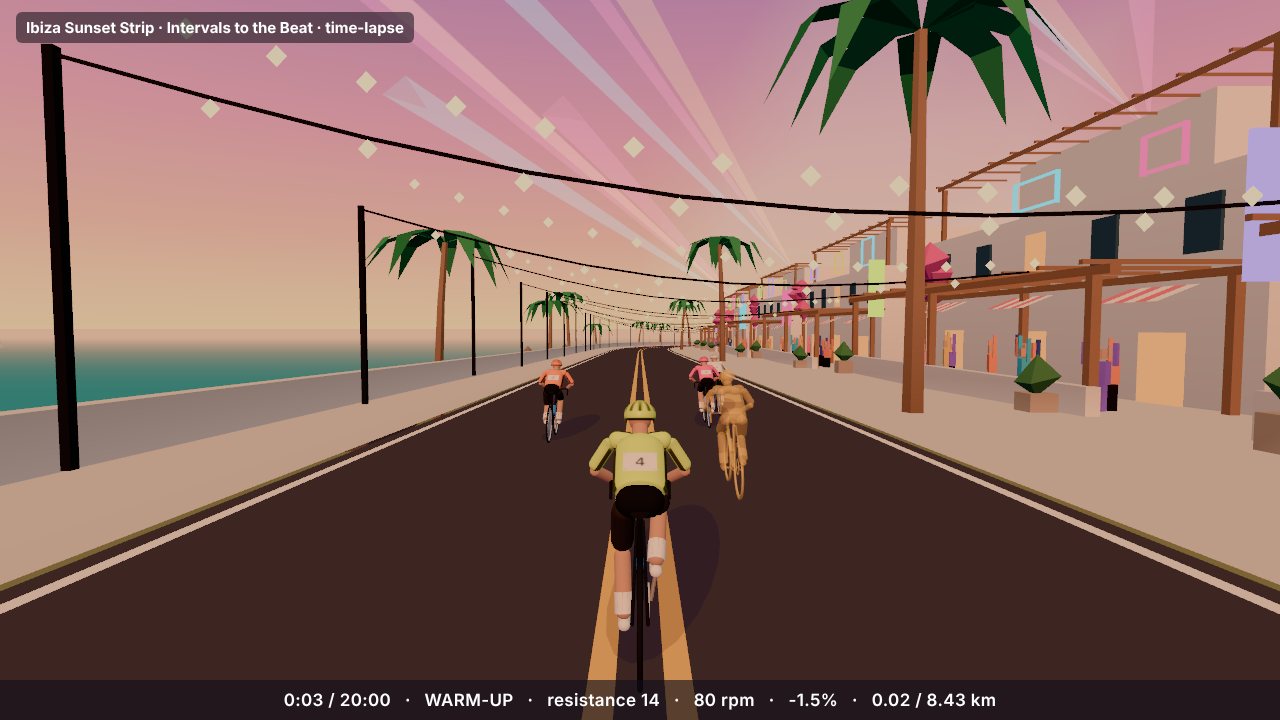 Ibiza Sunset Strip · Intervals to the Beat · time-lapse
4
0:03 / 20:00 · WARM-UP · resistance 14 · 80 rpm · -1.5% · 0.02 / 8.43 km